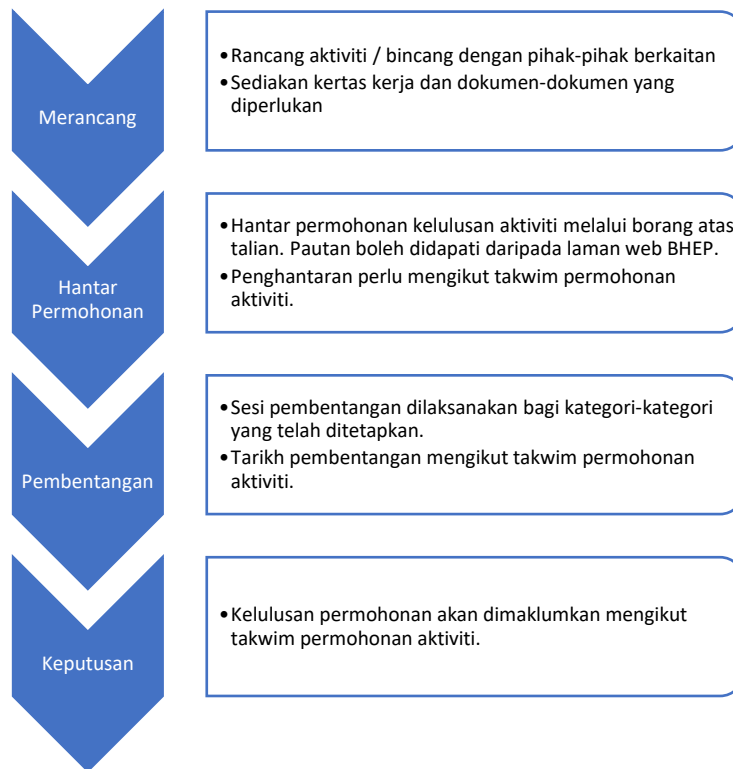 Merancang
•Rancang aktiviti / bincang dengan pihak-pihak berkaitan
•Sediakan kertas kerja dan dokumen-dokumen yang
diperlukan
Hantar
Permohonan
•Hantar permohonan kelulusan aktiviti melalui borang atas
talian. Pautan boleh didapati daripada laman web BHEP.
•Penghantaran perlu mengikut takwim permohonan
aktiviti.
Pembentangan
•Sesi pembentangan dilaksanakan bagi kategori-kategori
yang telah ditetapkan.
•Tarikh pembentangan mengikut takwim permohonan
aktiviti.
Keputusan
•Kelulusan permohonan akan dimaklumkan mengikut
takwim permohonan aktiviti.